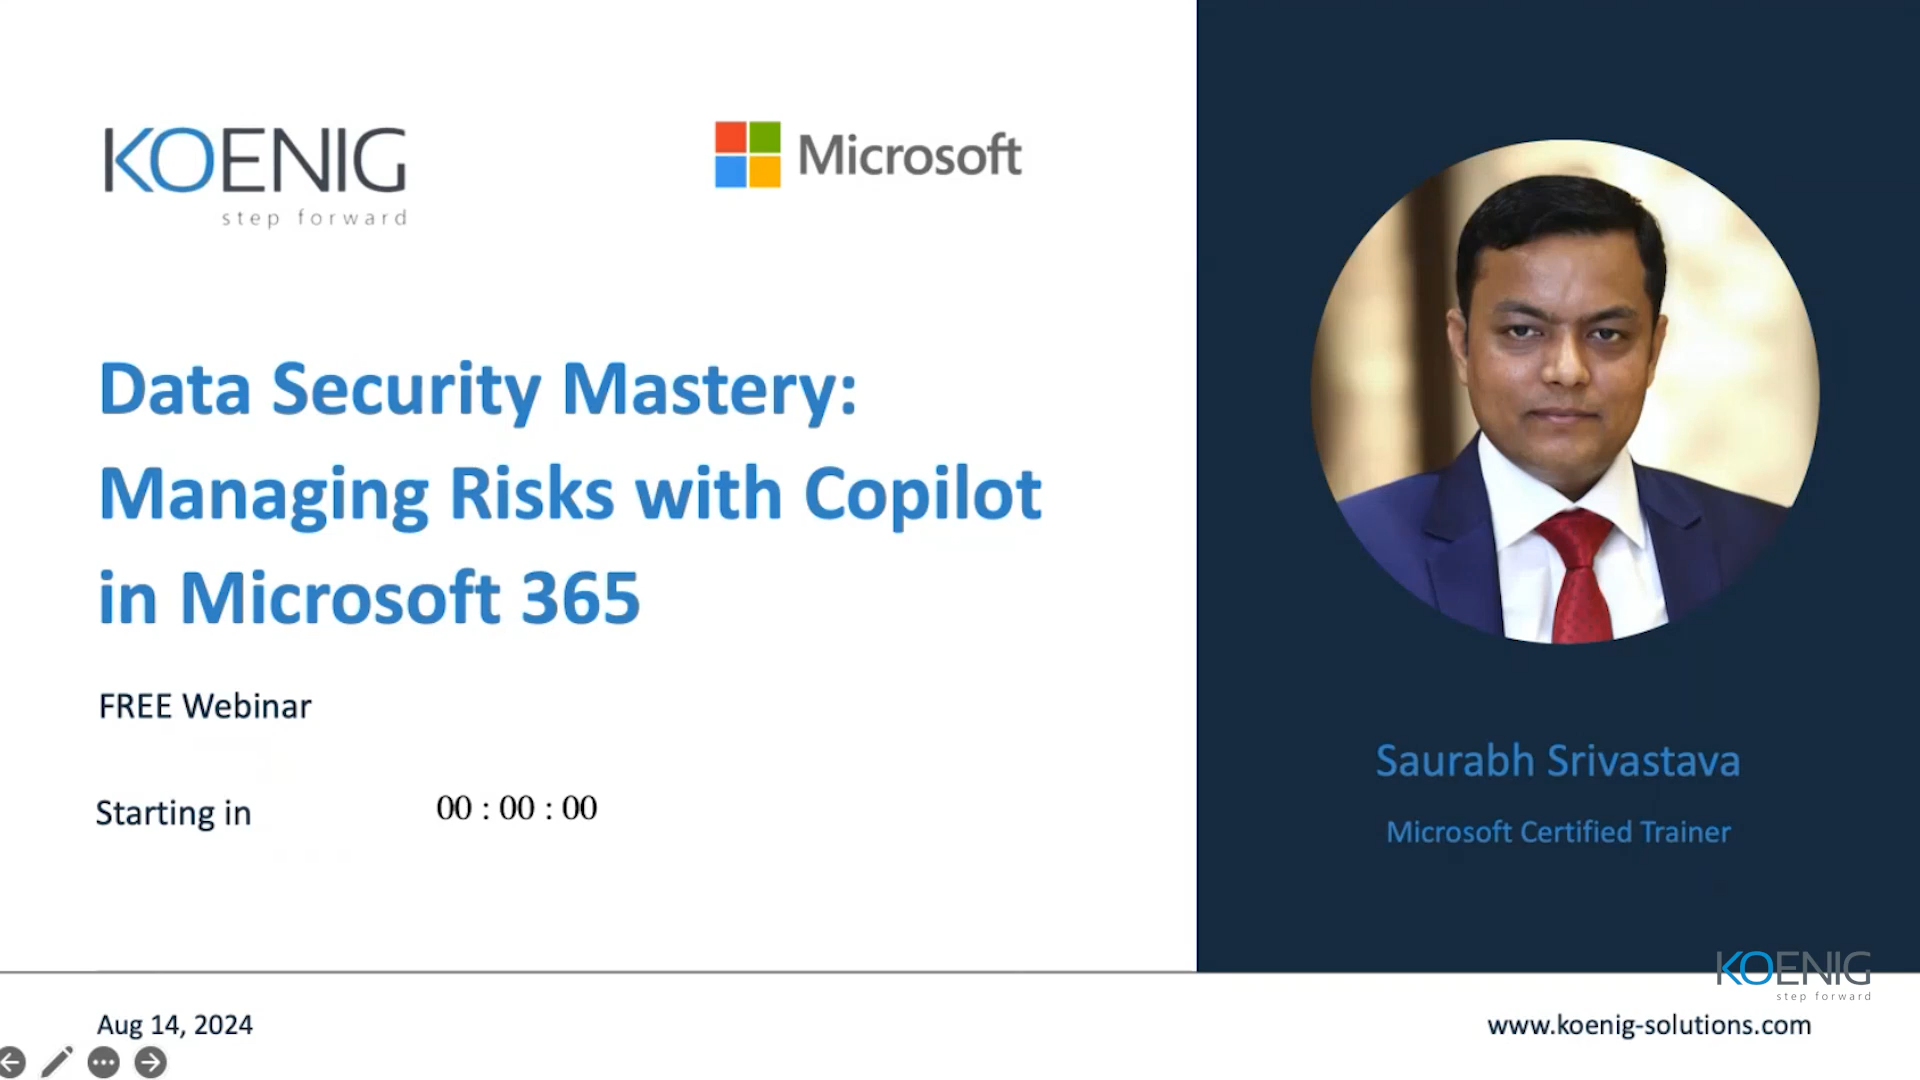 KOENIG
step forward
Microsoft
Data Security Mastery:
Managing Risks with Copilot
in Microsoft 365
FREE Webinar
Starting in 00 : 00 : 00
Saurabh Srivastava
Microsoft Certified Trainer
KOENIG
step forward
Aug 14, 2024
www.koenig-solutions.com